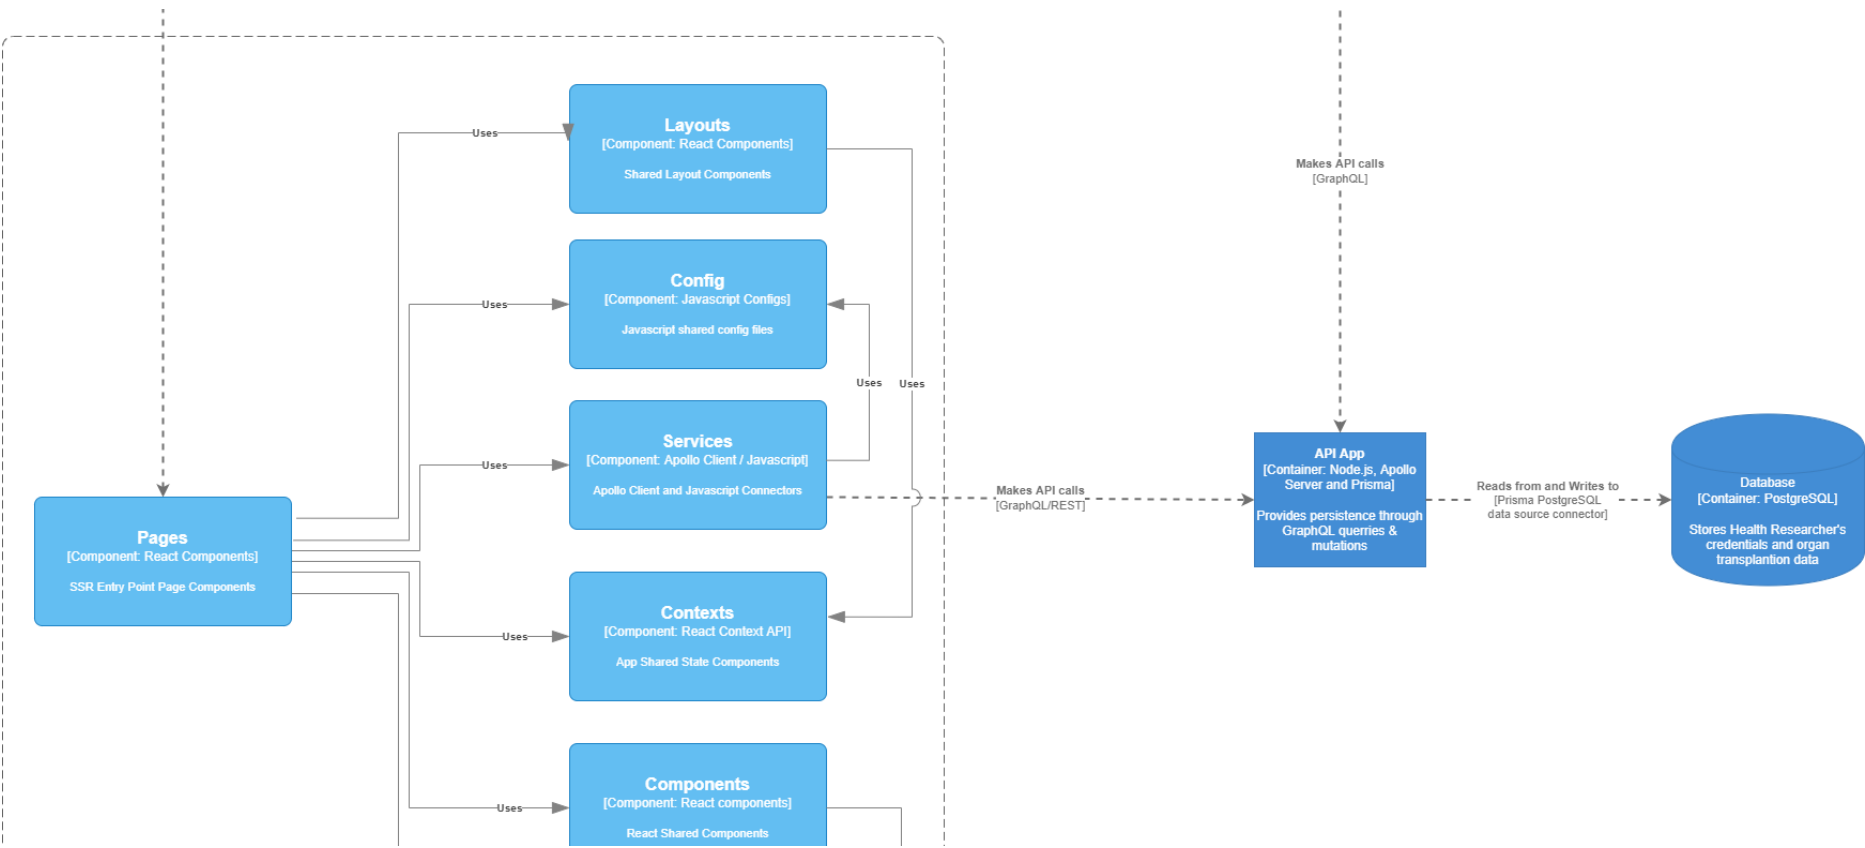 Layouts
[Component: React Components]
Shared Layout Components
Uses
Makes API calls
[GraphQL]
Config
[Component: Javascript Configs]
Javascript shared config files
Uses
Uses
Uses
Services
[Component: Apollo Client / Javascript]
Apollo Client and Javascript Connectors
Uses
Makes API calls
[GraphQL/REST]
API App
[Container: Node.js, Apollo
Server and Prisma]
Provides persistence through
GraphQL querries &
mutations
Reads from and Writes to
[Prisma PostgreSQL
data source connector]
Database
[Container: PostgreSQL]
Stores Health Researcher's
credentials and organ
transplantion data
Pages
[Component: React Components]
SSR Entry Point Page Components
Contexts
[Component: React Context API]
App Shared State Components
Uses
Components
[Component: React components]
React Shared Components
Uses